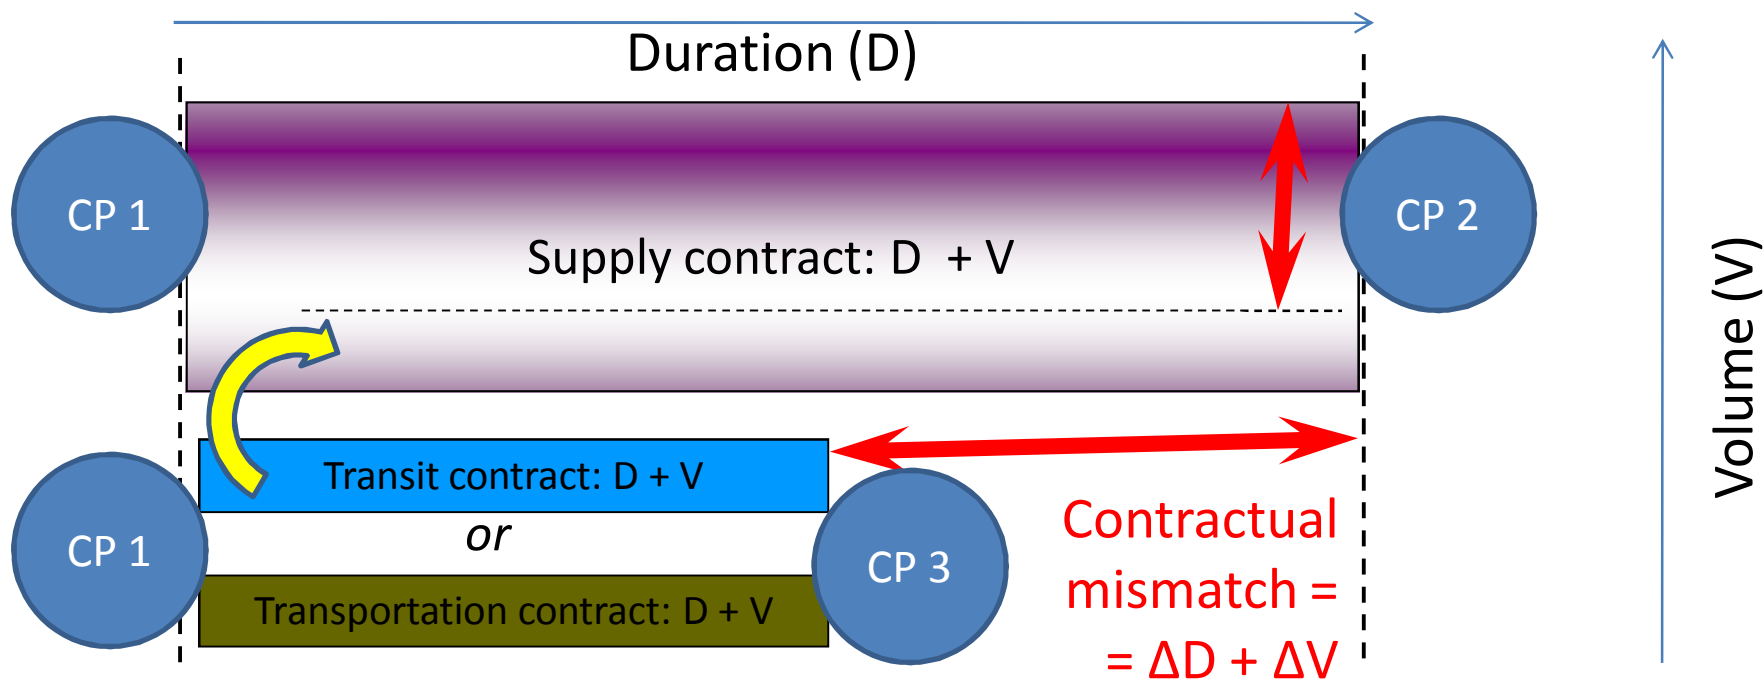 Duration (D)
CP 1
CP 2
Supply contract: D + V
Volume (V)
Transit contract: D + V
or
CP 1
CP 3
Transportation contract: D + V
Contractual
mismatch =
= ΔD + ΔV